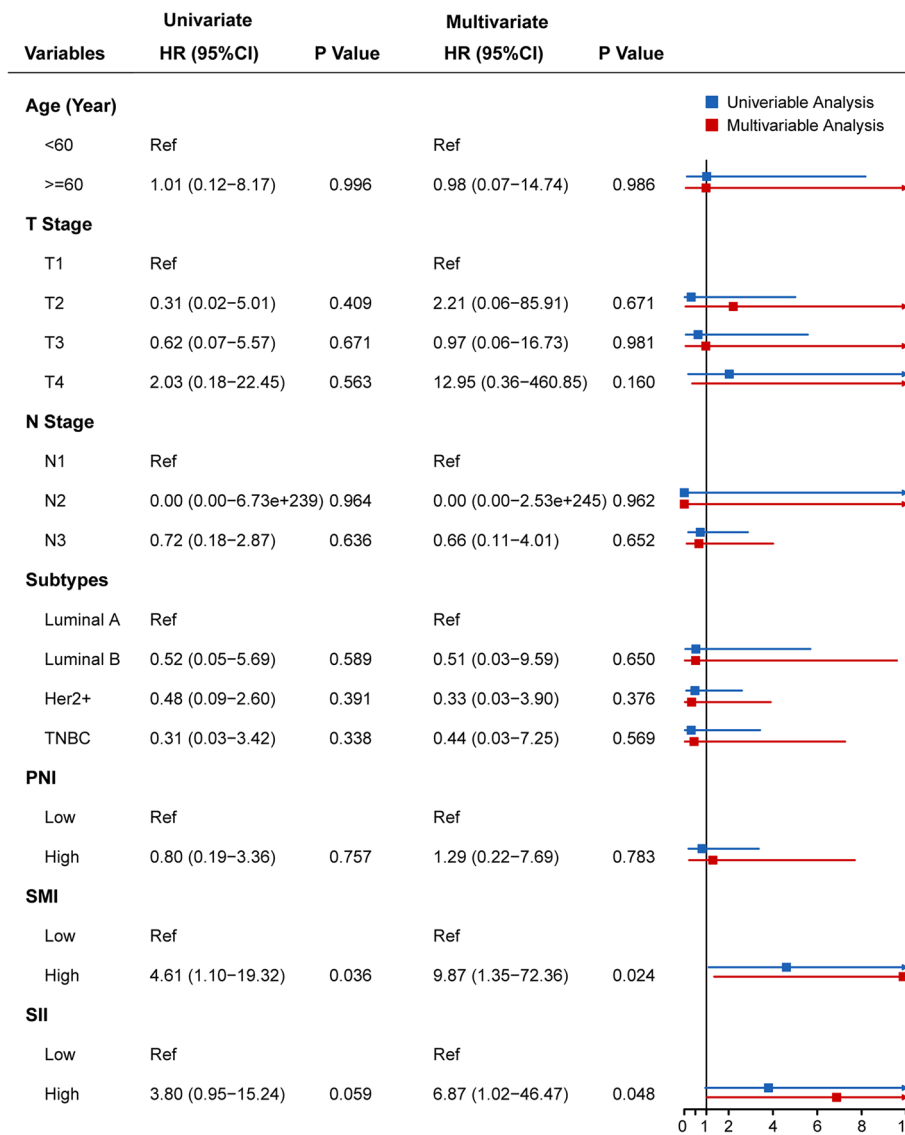 Univariate Multivariate
Variables HR (95%CI) P Value HR (95%CI) P Value
Age (Year)
Univeriable Analysis
Multivariable Analysis
<60 Ref Ref
>=60 1.01 (0.12−8.17) 0.996 0.98 (0.07−14.74) 0.986
T Stage
T1 Ref Ref
T2 0.31 (0.02−5.01) 0.409 2.21 (0.06−85.91) 0.671
T3 0.62 (0.07−5.57) 0.671 0.97 (0.06−16.73) 0.981
T4 2.03 (0.18−22.45) 0.563 12.95 (0.36−460.85) 0.160
N Stage
N1 Ref Ref
N2 0.00 (0.00−6.73e+239) 0.964 0.00 (0.00−2.53e+245) 0.962
N3 0.72 (0.18−2.87) 0.636 0.66 (0.11−4.01) 0.652
Subtypes
Luminal A Ref Ref
Luminal B 0.52 (0.05−5.69) 0.589 0.51 (0.03−9.59) 0.650
Her2+ 0.48 (0.09−2.60) 0.391 0.33 (0.03−3.90) 0.376
TNBC 0.31 (0.03−3.42) 0.338 0.44 (0.03−7.25) 0.569
PNI
Low Ref Ref
High 0.80 (0.19−3.36) 0.757 1.29 (0.22−7.69) 0.783
SMI
Low Ref Ref
High 4.61 (1.10−19.32) 0.036 9.87 (1.35−72.36) 0.024
SII
Low Ref Ref
High 3.80 (0.95−15.24) 0.059 6.87 (1.02−46.47) 0.048
0 1 2 4 6 8